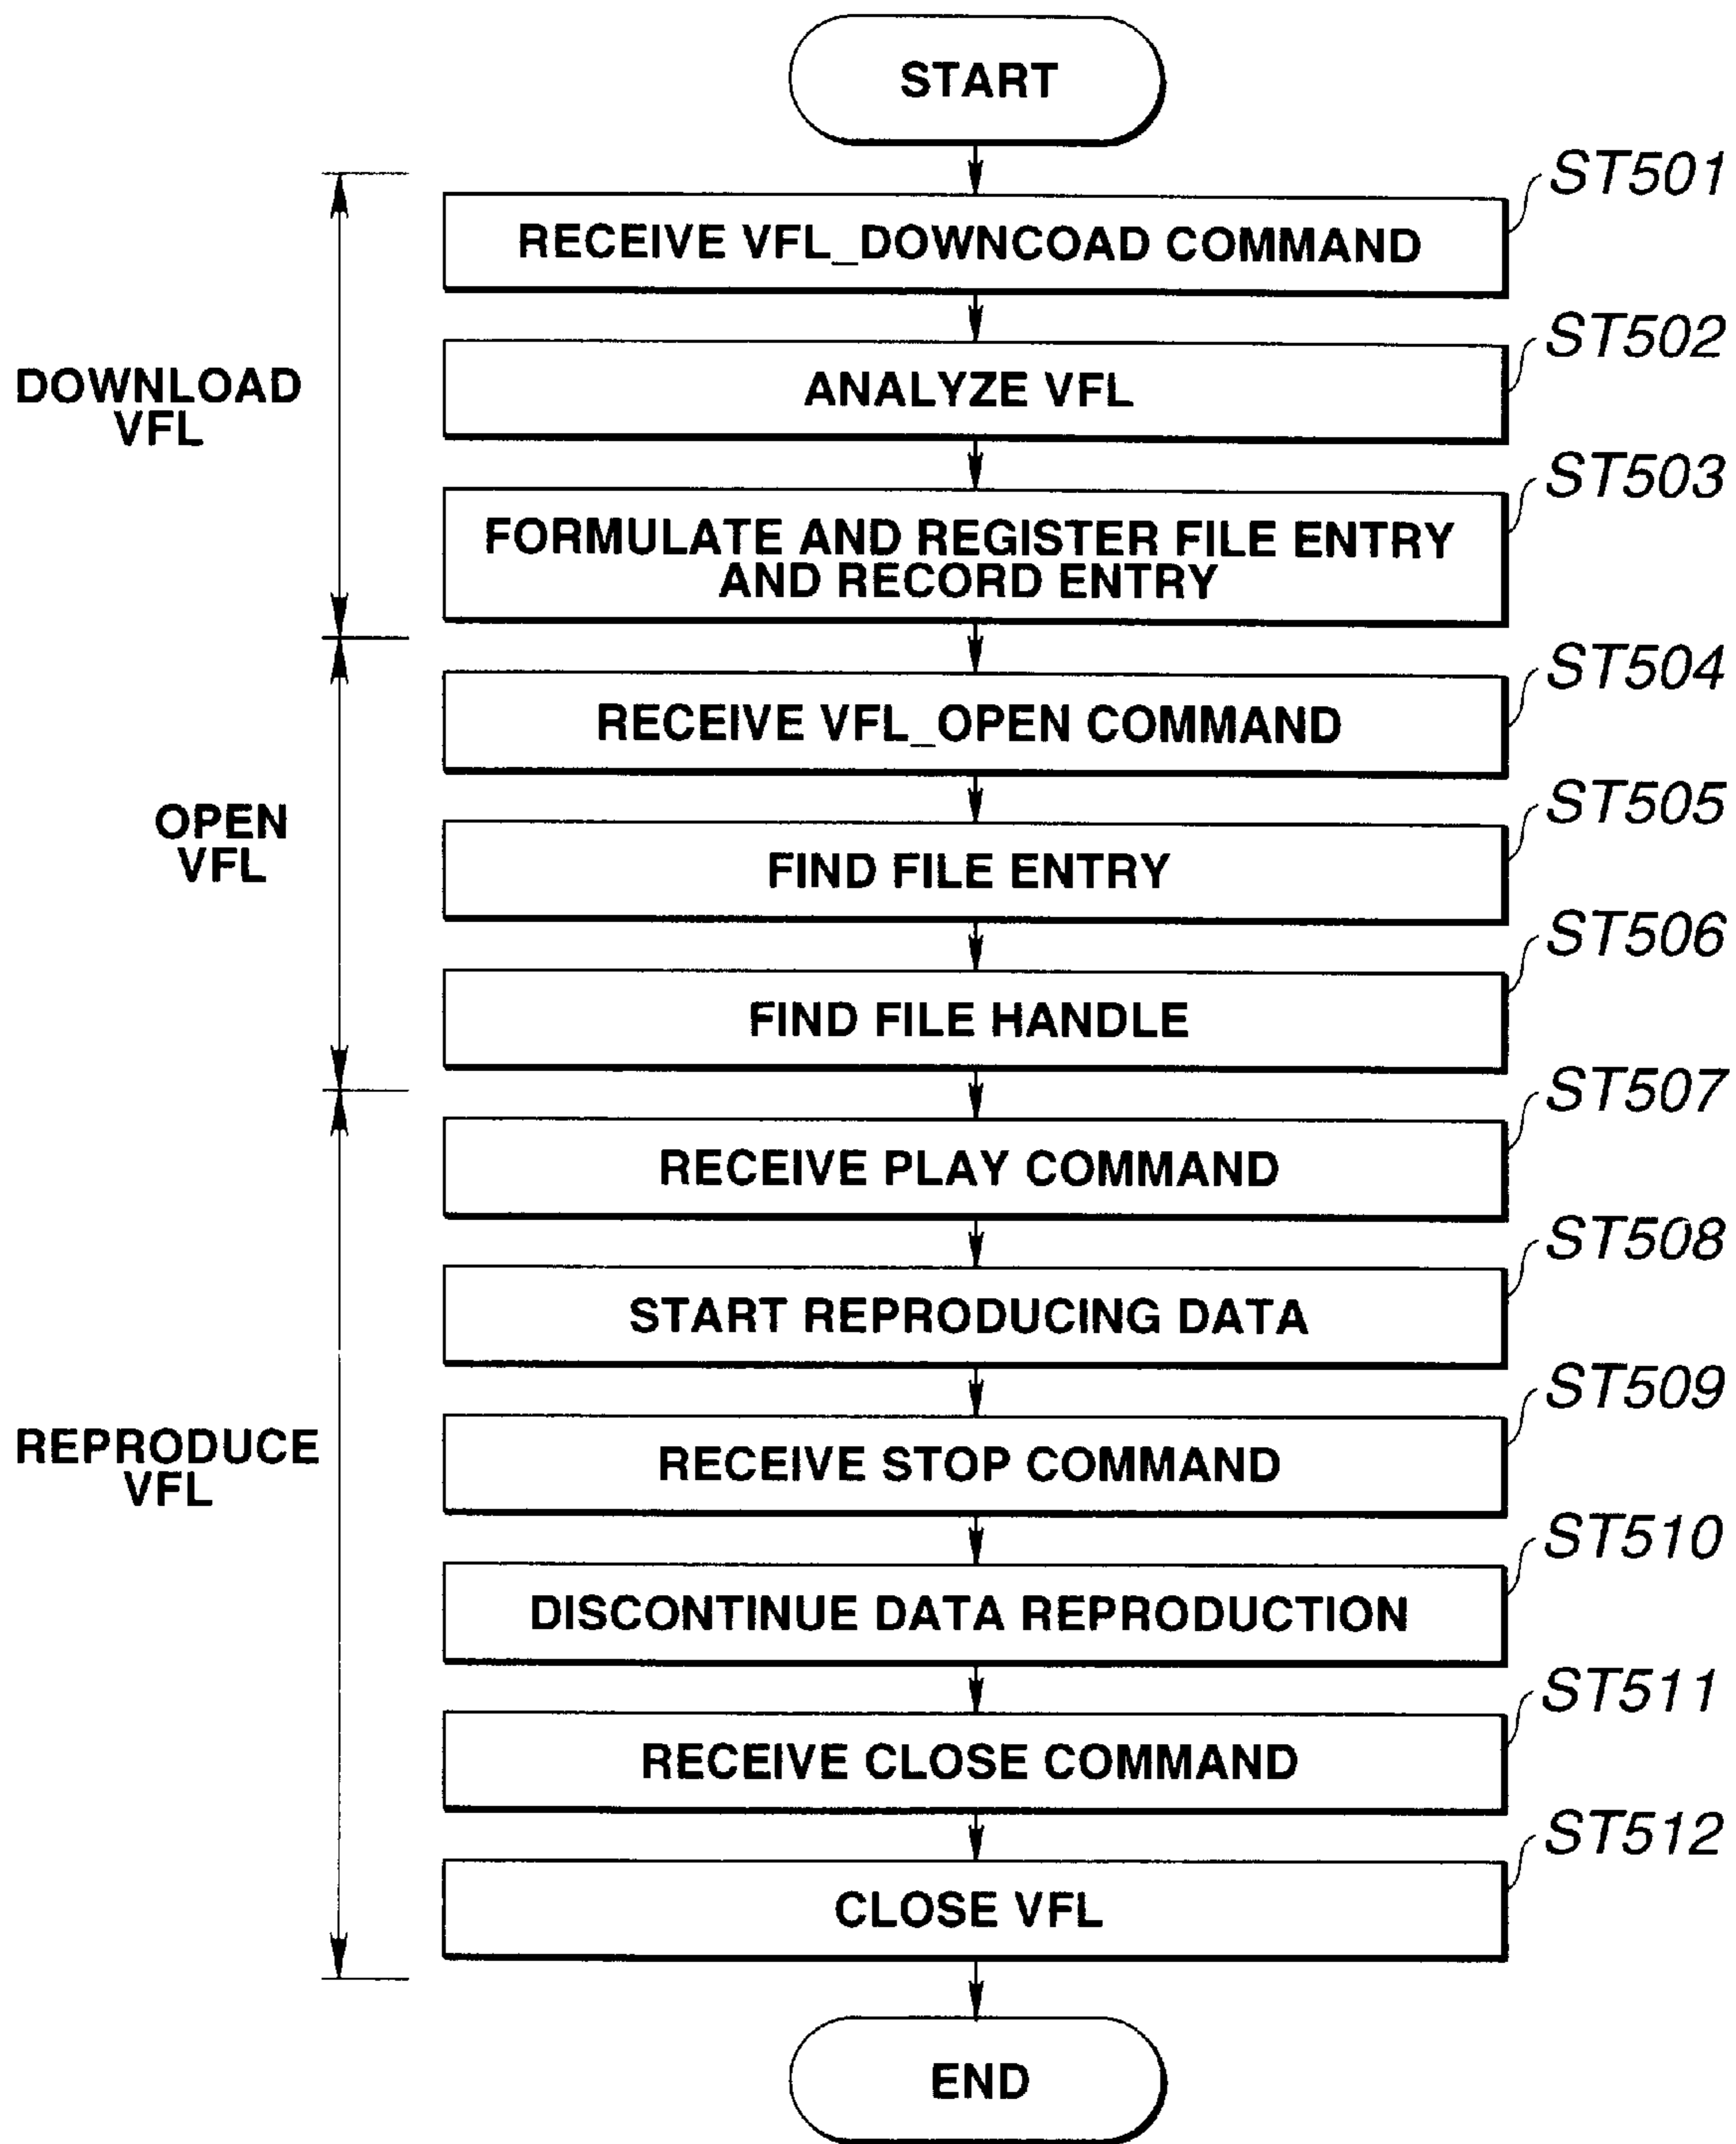 START
ST501
RECEIVE VFL_DOWNCOAD COMMAND
ST502
ANALYZE VFL
DOWNLOAD
VFL
ST503
FORMULATE AND REGISTER FILE ENTRY
AND RECORD ENTRY
ST504
RECEIVE VFL_OPEN COMMAND
OPEN
VFL
ST505
FIND FILE ENTRY
ST506
FIND FILE HANDLE
ST507
RECEIVE PLAY COMMAND
ST508
START REPRODUCING DATA
ST509
RECEIVE STOP COMMAND
REPRODUCE
VFL
ST510
DISCONTINUE DATA REPRODUCTION
ST511
RECEIVE CLOSE COMMAND
ST512
CLOSE VFL
END